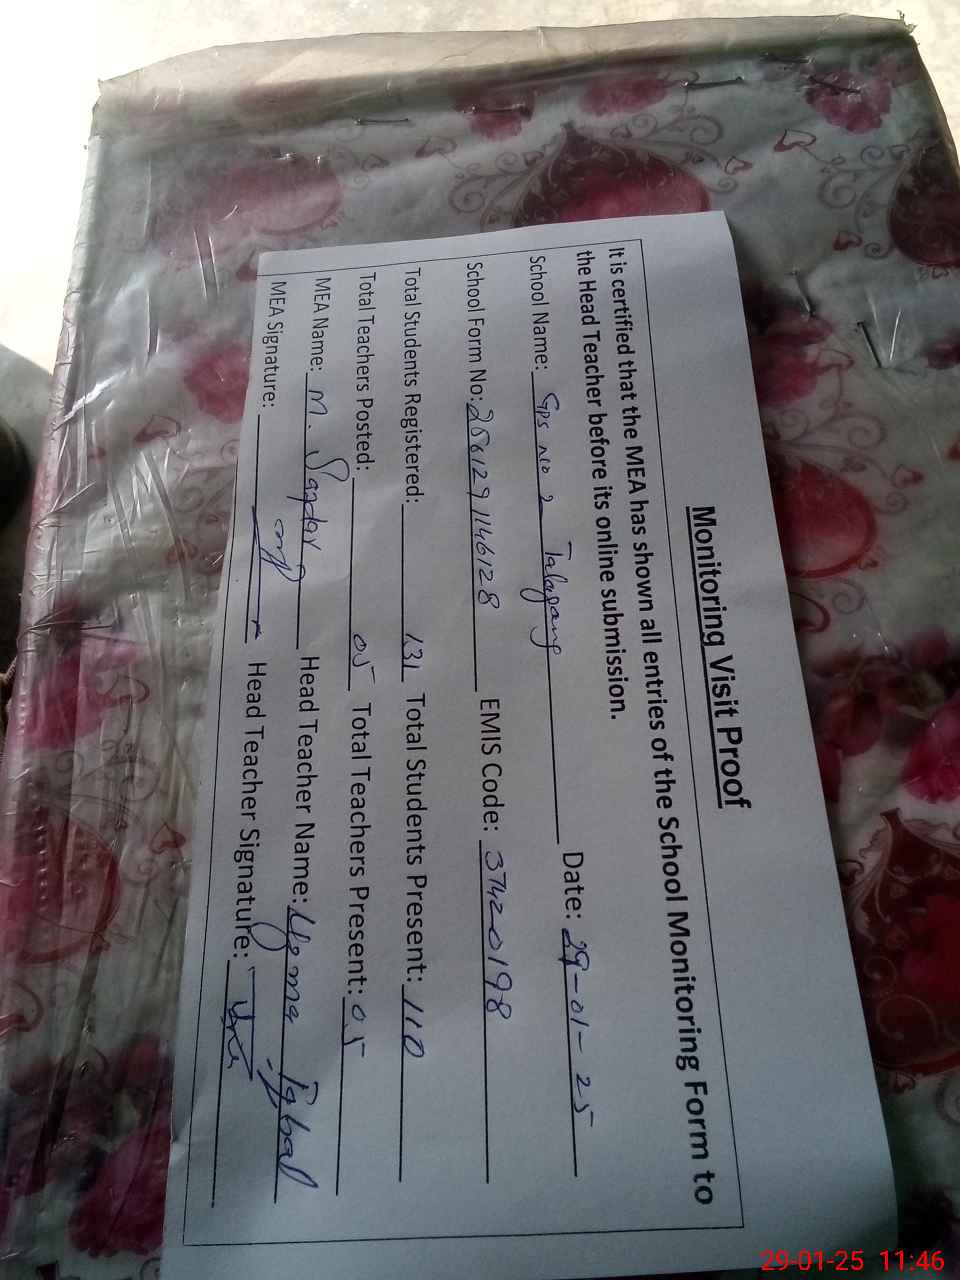 Monitoring Visit Proof
It is certified that the MEA has shown all entries of the School Monitoring Form to
the Head Teacher before its online submission.
School Name: GPS No 2 Talagang Date: 29-01-25
School Form No: 286129146128 EMIS Code: 37420198
Total Students Registered: 131 Total Students Present: 110
Total Teachers Posted: 05 Total Teachers Present: 05
MEA Name: M. Safdar Head Teacher Name: Uzma Iqbal
MEA Signature: Head Teacher Signature:
29-01-25 11:46